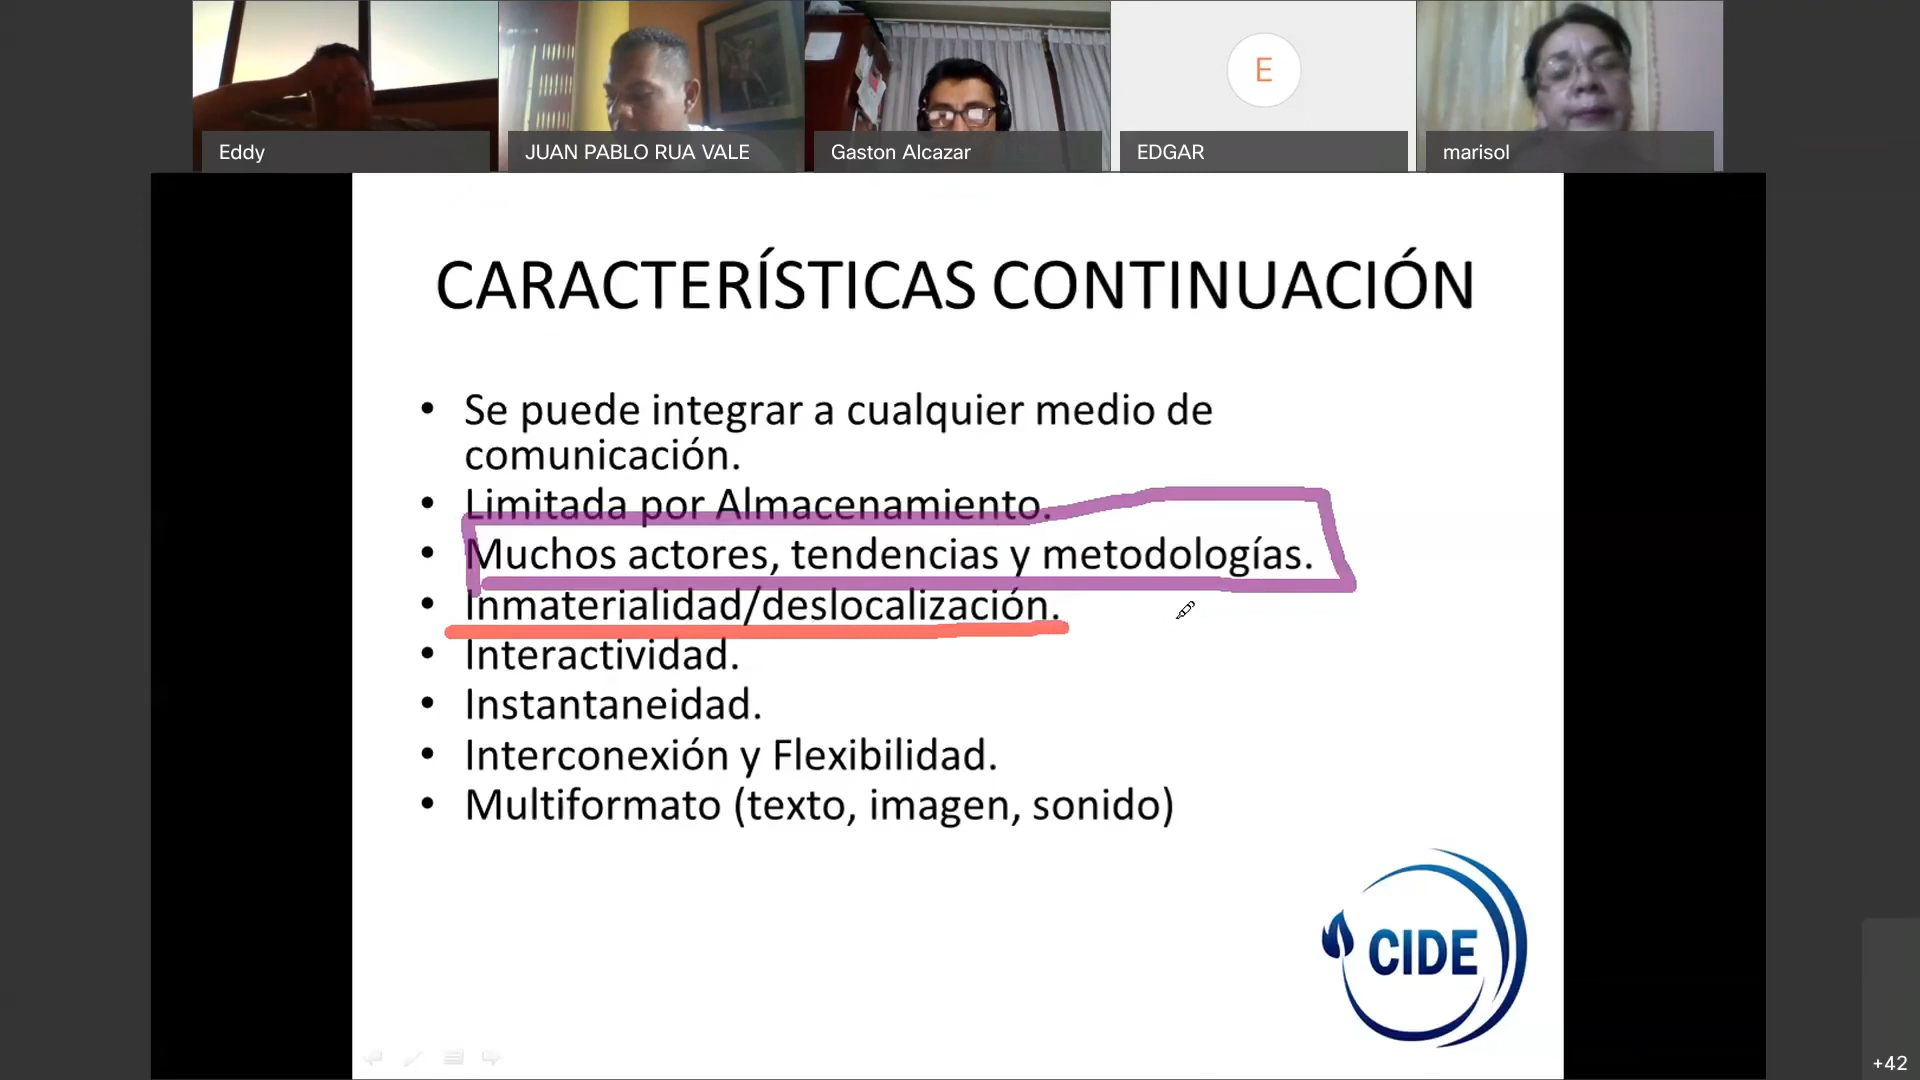 Eddy
JUAN PABLO RUA VALE
Gaston Alcazar
E
EDGAR
marisol
CARACTERÍSTICAS CONTINUACIÓN
• Se puede integrar a cualquier medio de
comunicación.
• Limitada por Almacenamiento.
• Muchos actores, tendencias y metodologías.
• Inmaterialidad/deslocalización.
• Interactividad.
• Instantaneidad.
• Interconexión y Flexibilidad.
• Multiformato (texto, imagen, sonido)
CIDE
+42